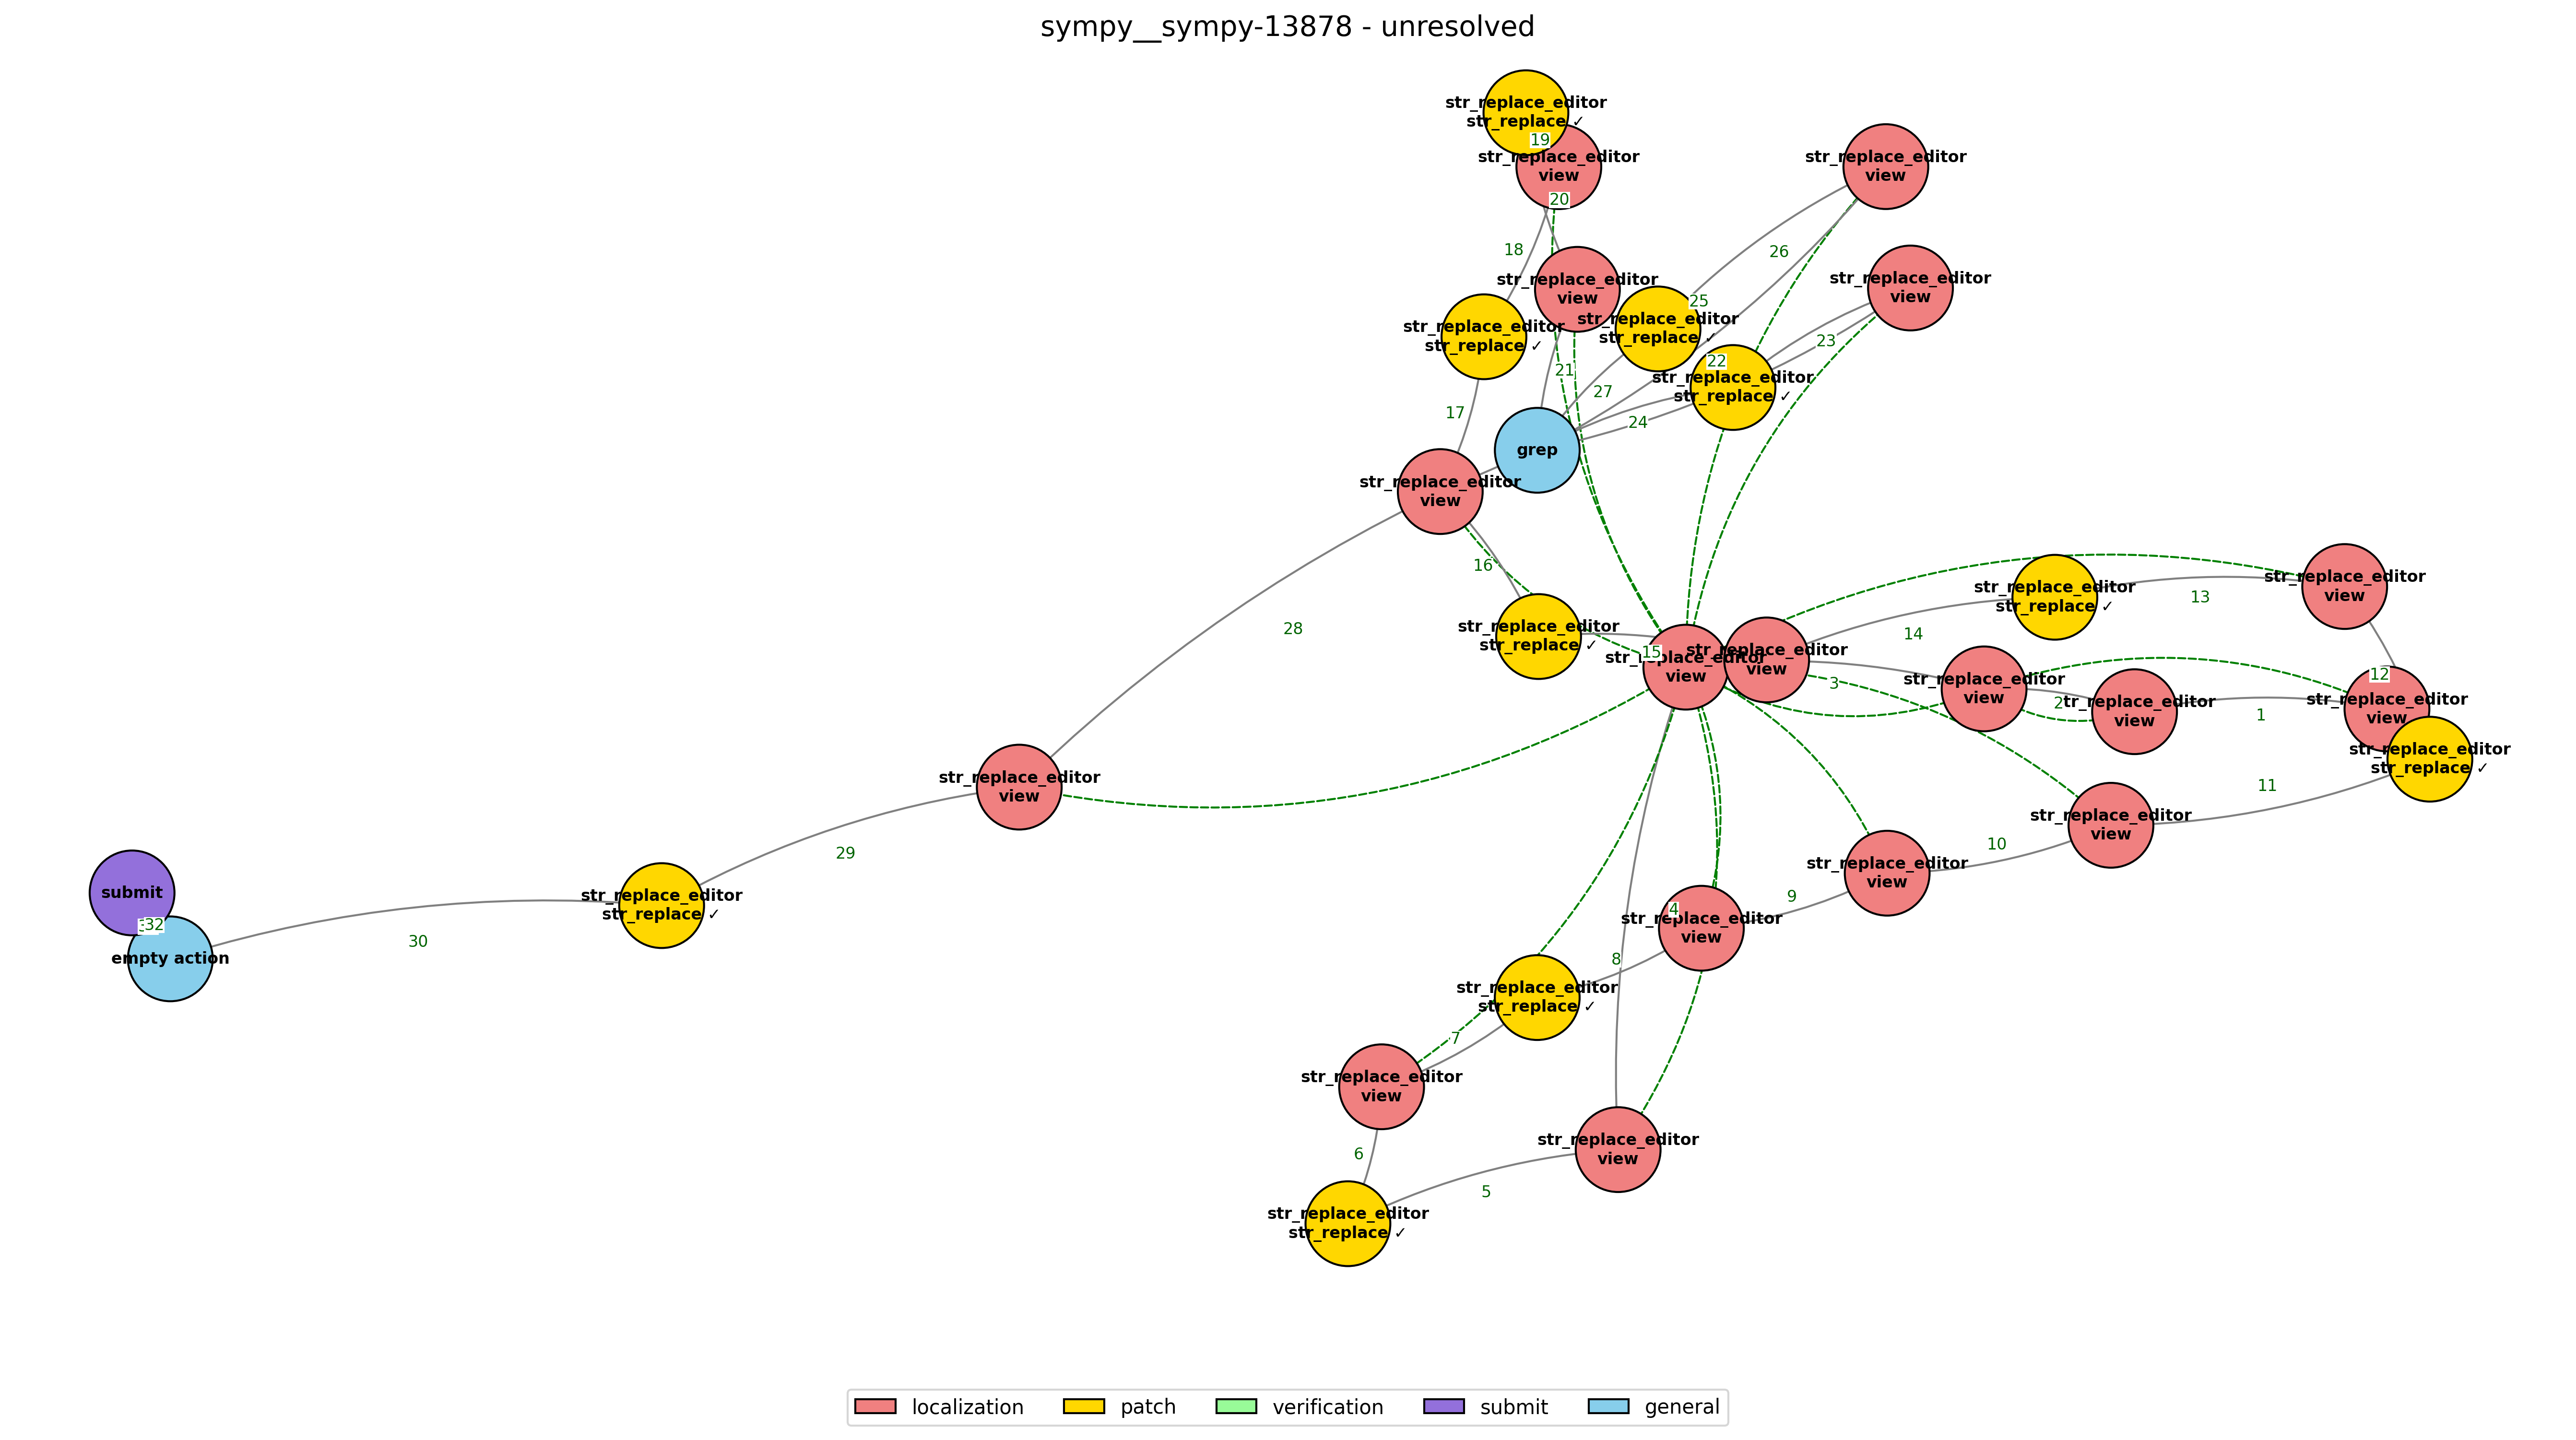 sympy__sympy-13878 - unresolved
str_replace_editor
str_replace ✓
19
str_replace_editor
view
20
str_replace_editor
view
18
26
str_replace_editor
view
str_replace_editor
view
25
str_replace_editor
str_replace ✓
str_replace_editor
str_replace ✓
23
22
21
str_replace_editor
str_replace ✓
27
17
24
grep
str_replace_editor
view
16
str_replace_editor
view
str_replace_editor
str_replace ✓
13
28
str_replace_editor
str_replace ✓
14
15
str_replace_editor
view
str_replace_editor
view
12
3
str_replace_editor
view
2
tr_replace_editor
view
1
str_replace_editor
view
str_replace_editor
str_replace ✓
str_replace_editor
view
11
str_replace_editor
view
10
29
str_replace_editor
view
submit
str_replace_editor
str_replace ✓
9
4
str_replace_editor
view
32
30
empty action
8
str_replace_editor
str_replace ✓
7
str_replace_editor
view
6
str_replace_editor
view
5
str_replace_editor
str_replace ✓
localization
patch
verification
submit
general